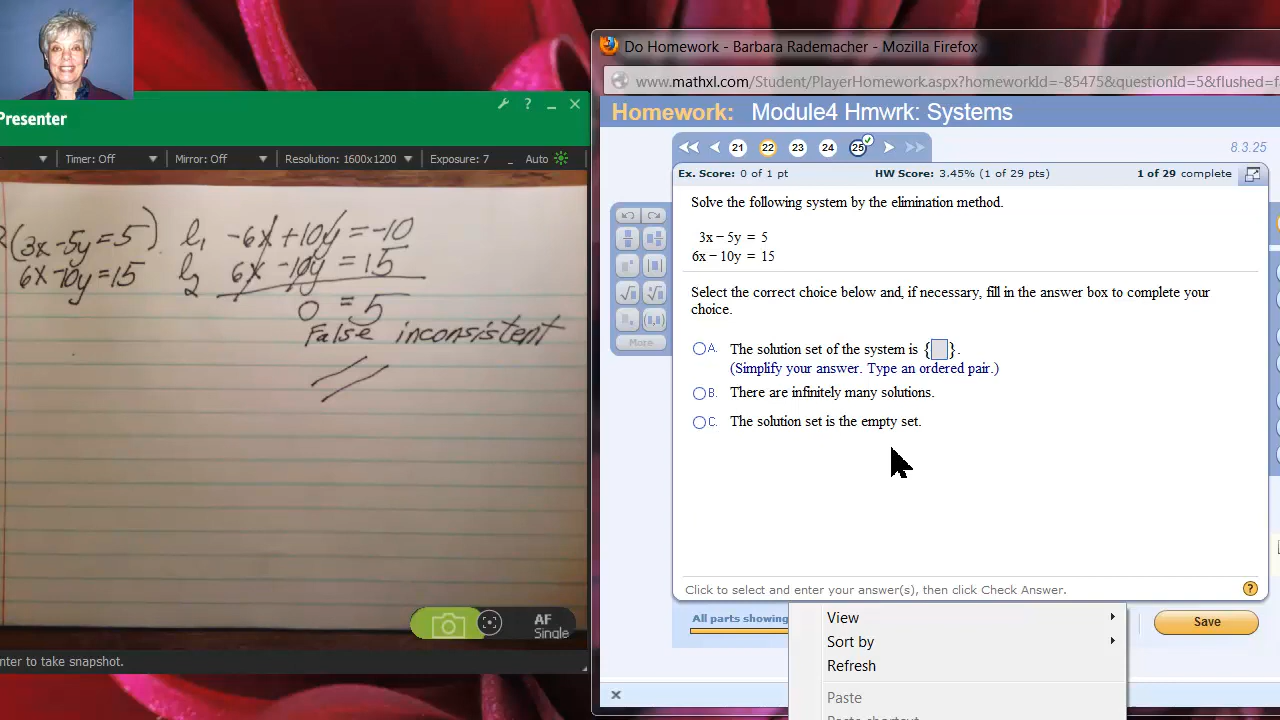 Do Homework - Barbara Rademacher - Mozilla Firefox
www.mathxl.com/Student/PlayerHomework.aspx?homeworkId=-85475&questionId=5&flushed=f
Presenter
Timer: Off Mirror: Off Resolution: 1600x1200 Exposure: 7 Auto
(3x-5y=5) l1 -6x+10y=-10
6x-10y=15 l2 6x-10y=15
0 = 5
False inconsistent
AF
Single
nter to take snapshot.
Homework: Module4 Hmwrk: Systems
21 22 23 24 25
8.3.25
Ex. Score: 0 of 1 pt HW Score: 3.45% (1 of 29 pts) 1 of 29 complete
More
Solve the following system by the elimination method.
3x − 5y = 5
6x − 10y = 15
Select the correct choice below and, if necessary, fill in the answer box to complete your
choice.
A. The solution set of the system is { }.
(Simplify your answer. Type an ordered pair.)
B. There are infinitely many solutions.
C. The solution set is the empty set.
Click to select and enter your answer(s), then click Check Answer.
All parts showing
View
Sort by
Refresh
Paste
Paste shortcut
Save